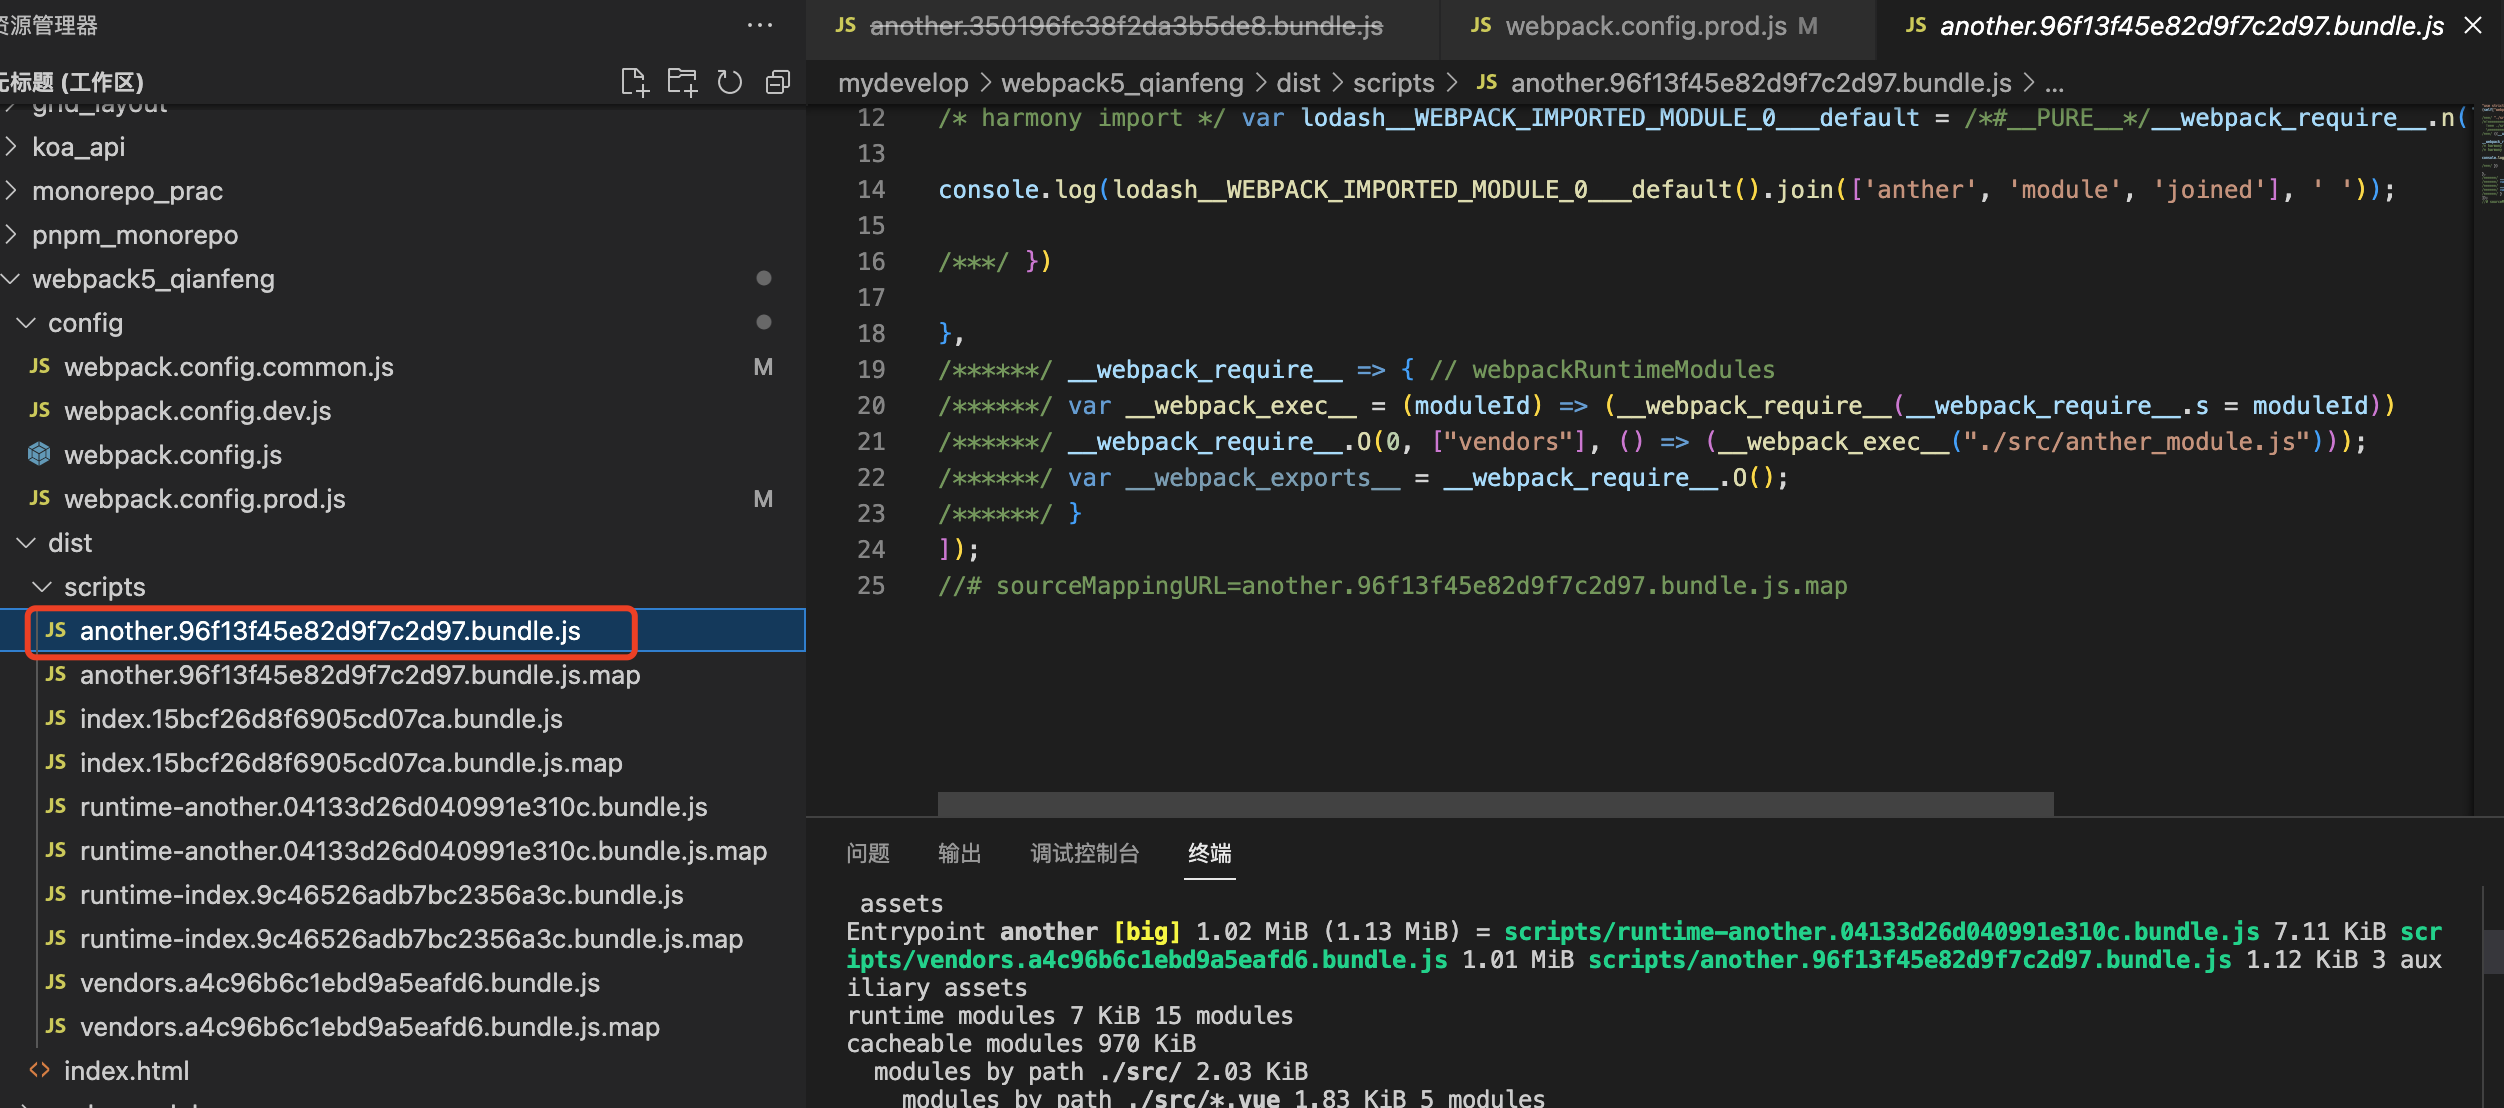 资源管理器
无标题 (工作区)
grid_layout
koa_api
monorepo_prac
pnpm_monorepo
webpack5_qianfeng
config
JS webpack.config.common.js M
JS webpack.config.dev.js
webpack.config.js
JS webpack.config.prod.js M
dist
scripts
JS another.96f13f45e82d9f7c2d97.bundle.js
JS another.96f13f45e82d9f7c2d97.bundle.js.map
JS index.15bcf26d8f6905cd07ca.bundle.js
JS index.15bcf26d8f6905cd07ca.bundle.js.map
JS runtime-another.04133d26d040991e310c.bundle.js
JS runtime-another.04133d26d040991e310c.bundle.js.map
JS runtime-index.9c46526adb7bc2356a3c.bundle.js
JS runtime-index.9c46526adb7bc2356a3c.bundle.js.map
JS vendors.a4c96b6c1ebd9a5eafd6.bundle.js
JS vendors.a4c96b6c1ebd9a5eafd6.bundle.js.map
<> index.html
JS another.350196fc38f2da3b5de8.bundle.js JS webpack.config.prod.js M JS another.96f13f45e82d9f7c2d97.bundle.js
mydevelop > webpack5_qianfeng > dist > scripts > JS another.96f13f45e82d9f7c2d97.bundle.js > ...
12 /* harmony import */ var lodash__WEBPACK_IMPORTED_MODULE_0___default = /*#__PURE__*/__webpack_require__.n(
13
14 console.log(lodash__WEBPACK_IMPORTED_MODULE_0___default().join(['anther', 'module', 'joined'], ' '));
15
16 /***/ })
17
18 },
19 /******/ __webpack_require__ => { // webpackRuntimeModules
20 /******/ var __webpack_exec__ = (moduleId) => (__webpack_require__(__webpack_require__.s = moduleId))
21 /******/ __webpack_require__.O(0, ["vendors"], () => (__webpack_exec__("./src/anther_module.js")));
22 /******/ var __webpack_exports__ = __webpack_require__.O();
23 /******/ }
24 ]);
25 //# sourceMappingURL=another.96f13f45e82d9f7c2d97.bundle.js.map
问题 输出 调试控制台 终端
assets
Entrypoint another [big] 1.02 MiB (1.13 MiB) = scripts/runtime-another.04133d26d040991e310c.bundle.js 7.11 KiB scr
ipts/vendors.a4c96b6c1ebd9a5eafd6.bundle.js 1.01 MiB scripts/another.96f13f45e82d9f7c2d97.bundle.js 1.12 KiB 3 aux
iliary assets
runtime modules 7 KiB 15 modules
cacheable modules 970 KiB
modules by path ./src/ 2.03 KiB
modules by path ./src/*.vue 1.83 KiB 5 modules